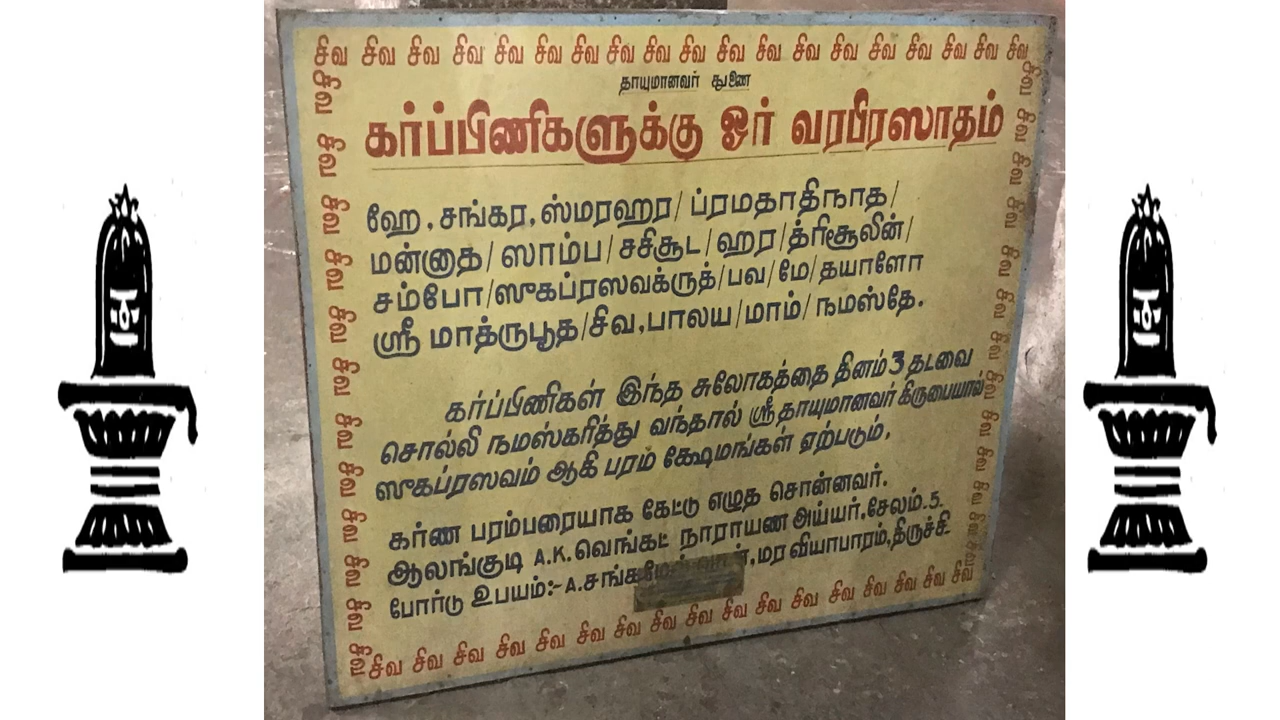 சிவ சிவ சிவ சிவ சிவ சிவ சிவ சிவ சிவ சிவ சிவ சிவ சிவ சிவ சிவ சிவ சிவ சிவ சிவ
தாயுமானவர் துணை
கர்ப்பிணிகளுக்கு ஓர் வரபிரஸாதம்
ஹே, சங்கர, ஸ்மரஹர/ ப்ரமதாதிநாத/
மன்னாத/ ஸாம்ப/ சசிசூட/ஹர/த்ரிசூலின்/
சம்போ/ஸுகப்ரஸவக்ருத்/பவ/மே/தயாளோ
ஸ்ரீ மாத்ருபூத/சிவ,பாலய/மாம்/ நமஸ்தே.
கர்ப்பிணிகள் இந்த சுலோகத்தை தினம் 3 தடவை
சொல்லி நமஸ்கரித்து வந்தால் ஸ்ரீ தாயுமானவர் கிருபையால்
ஸுகப்ரஸவம் ஆகி பரம் க்ஷேமங்கள் ஏற்படும்.
கர்ண பரம்பரையாக கேட்டு எழுத சொன்னவர்.
ஆலங்குடி A.K.வெங்கட் நாராயண அய்யர்,சேலம்.5.
போர்டு உபயம்:- A.சங்க ,மர வியாபாரம்,திருச்சி.
சிவ சிவ சிவ சிவ சிவ சிவ சிவ சிவ சிவ சிவ சிவ சிவ சிவ சிவ சிவ சிவ சிவ